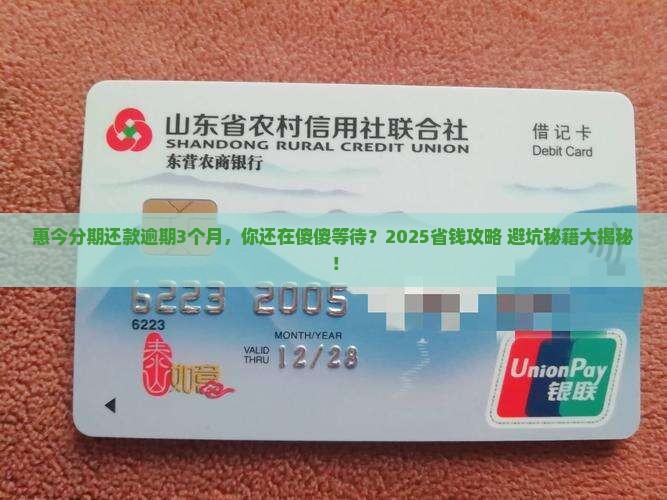 山东省农村信用社联合社
SHANDONG RURAL CREDIT UNION
东营农商银行
借记卡
Debit Card
惠今分期还款逾期3个月，你还在傻傻等待？2025省钱攻略 避坑秘籍大揭秘
！
6223 2005
6223
MONTH/YEAR
VALID
THRU
12/28
泰山如意
UnionPay
银联